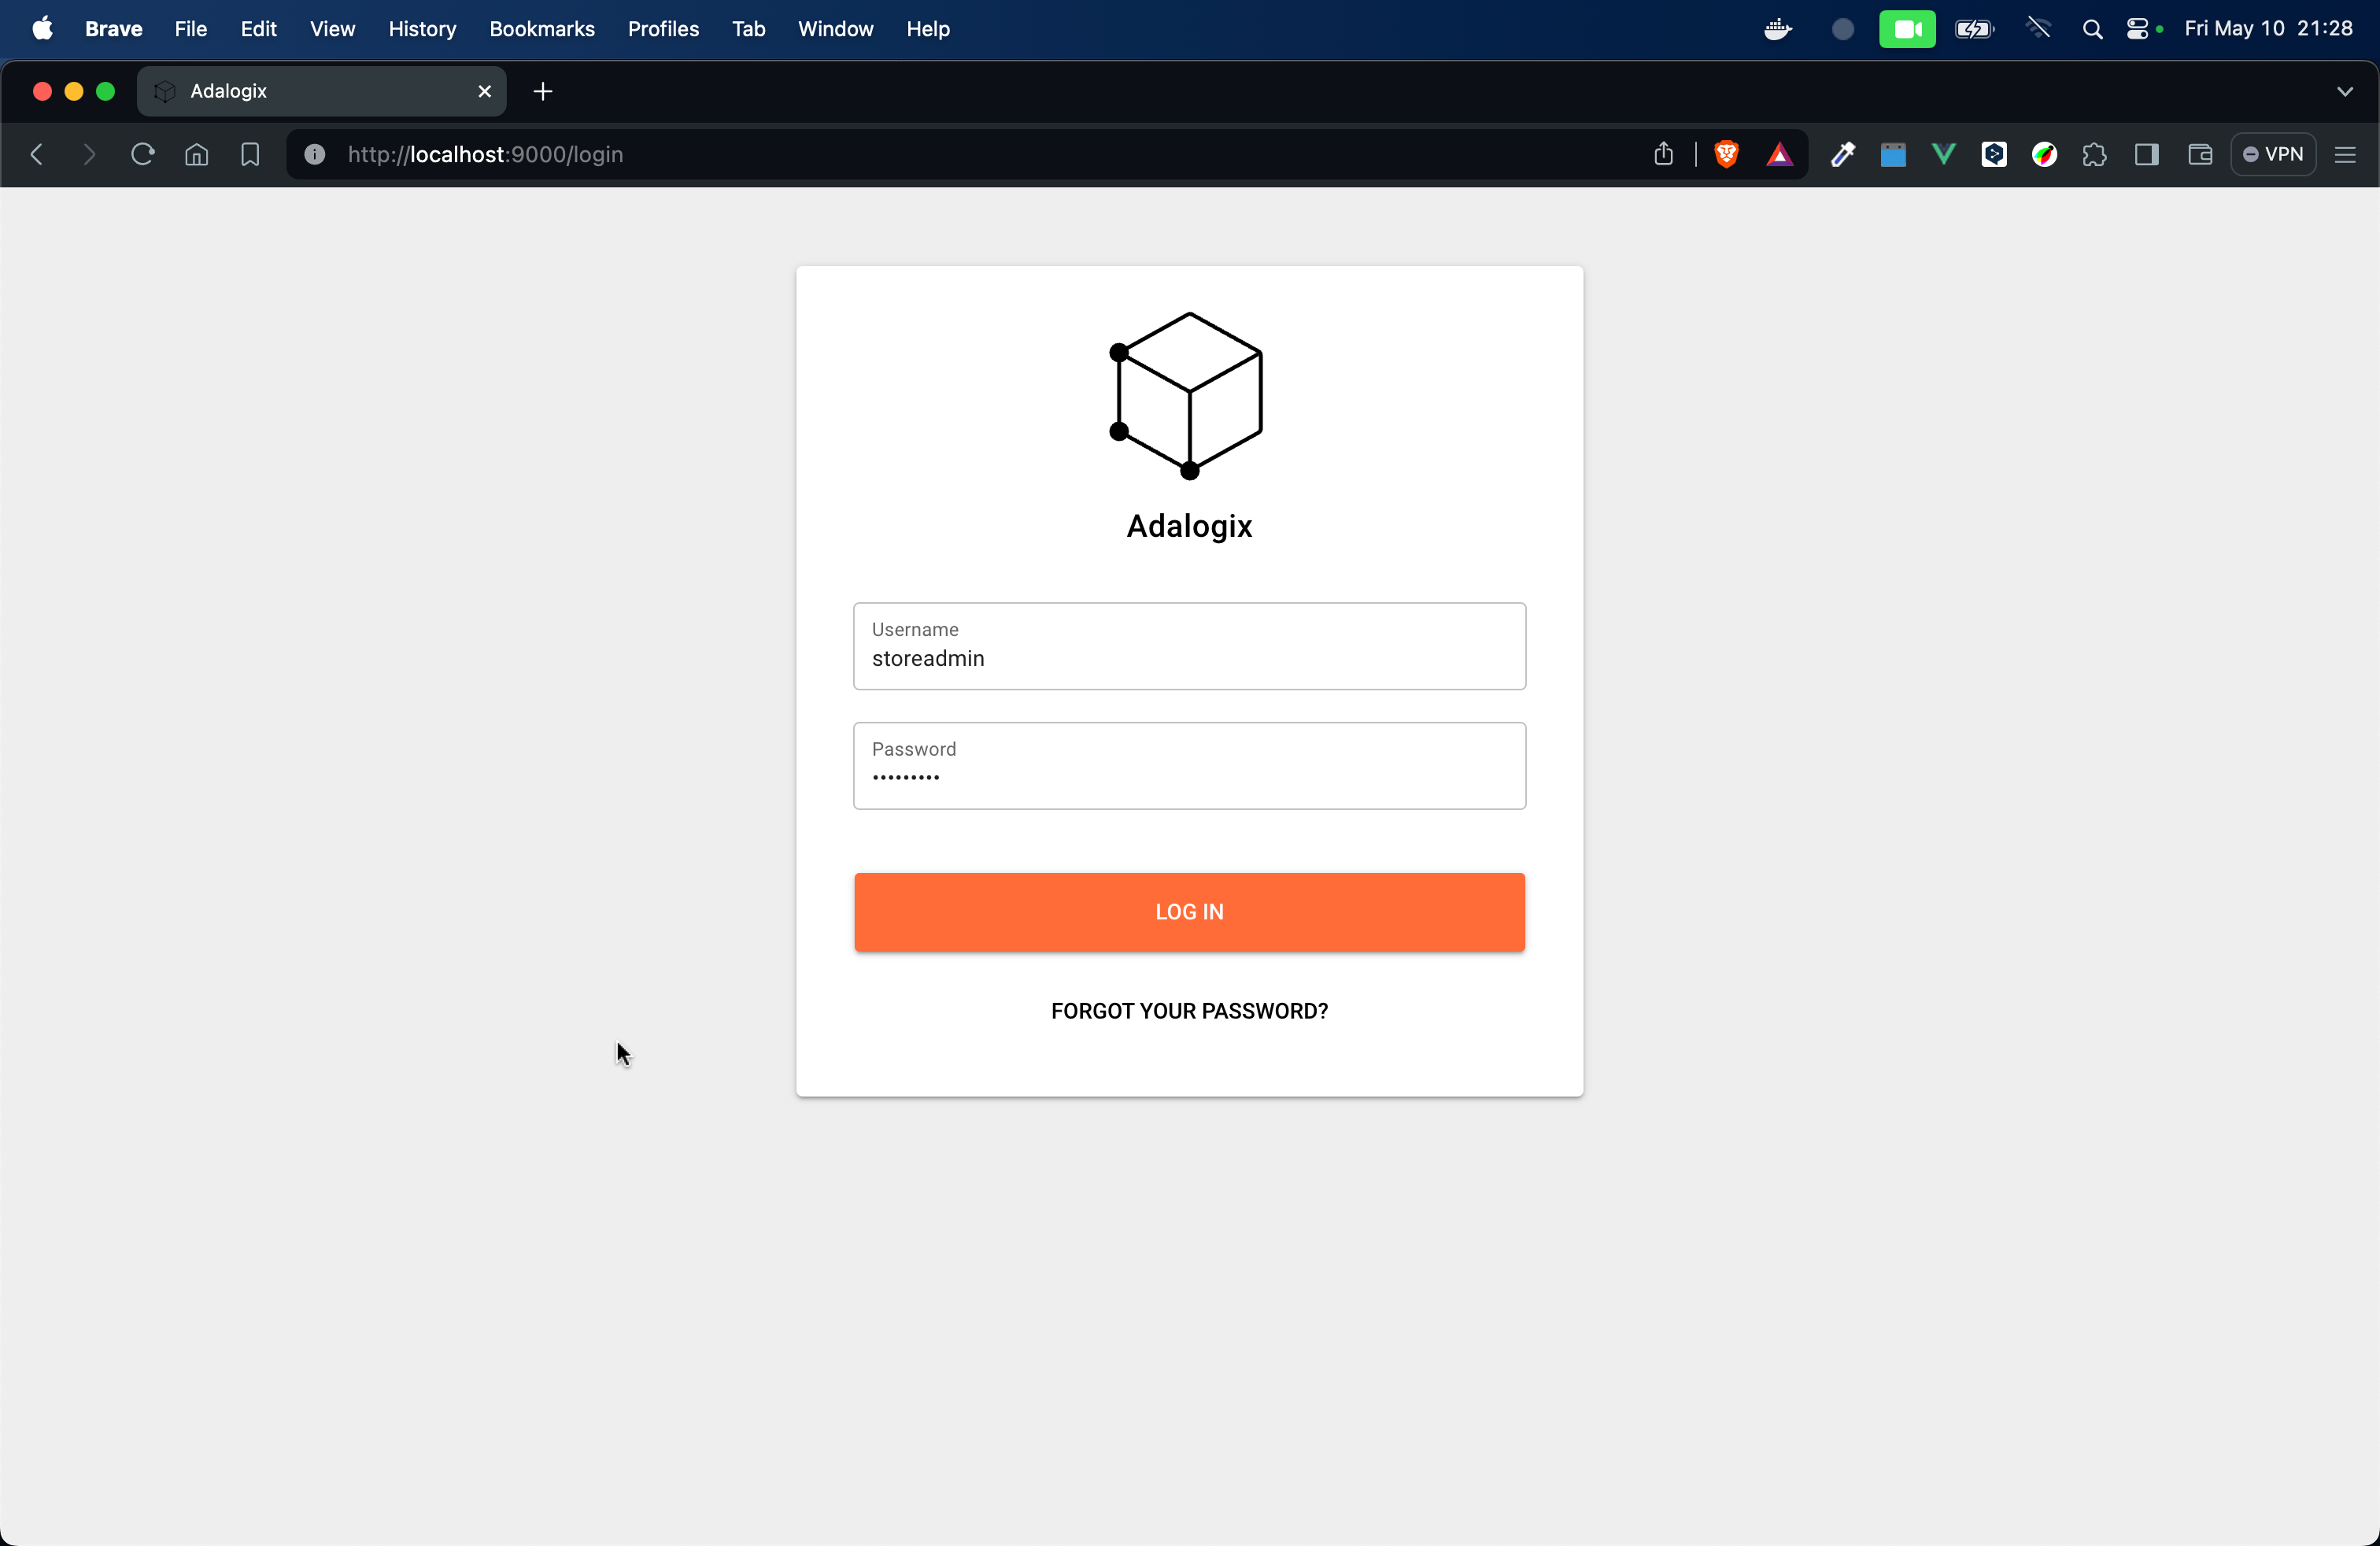 Brave File Edit View History Bookmarks Profiles Tab Window Help Fri May 10 21:28
Adalogix
http://localhost:9000/login VPN
Adalogix
Username
storeadmin
Password
•••••••••
LOG IN
FORGOT YOUR PASSWORD?